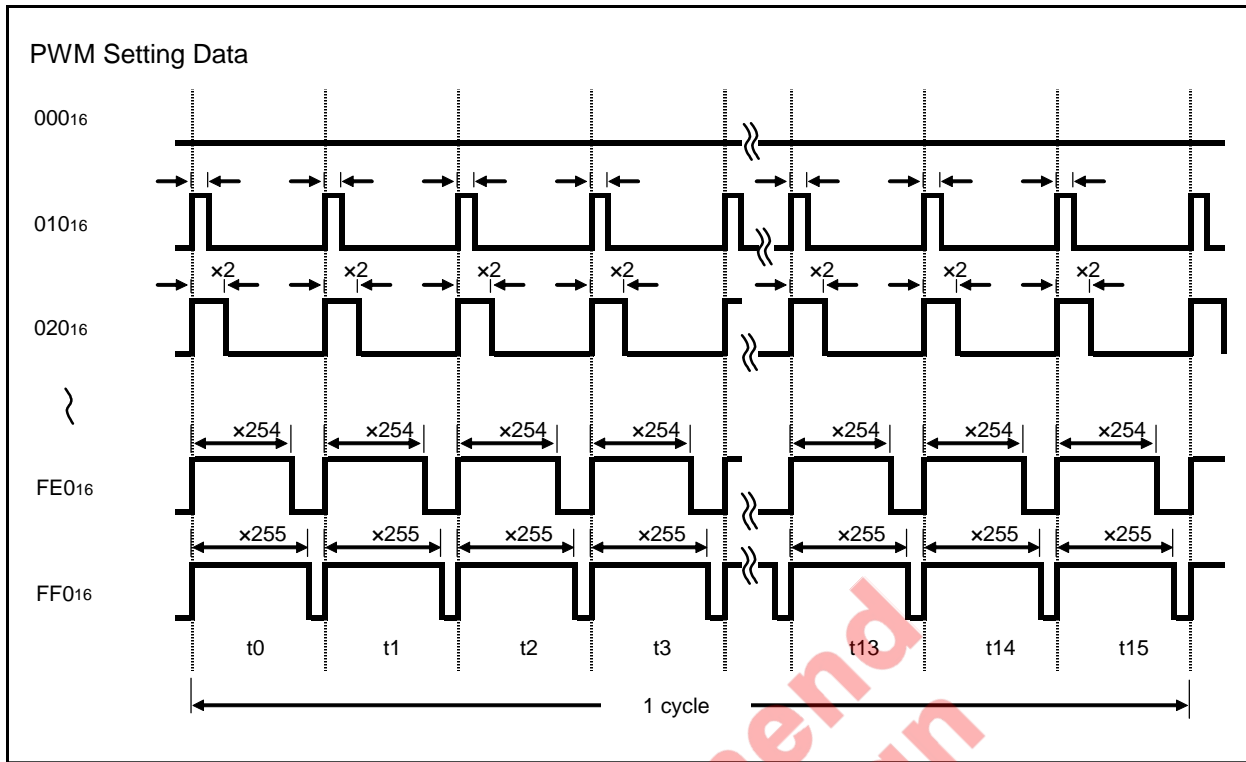 PWM Setting Data
000₁₆
010₁₆
×2 ×2 ×2 ×2 ×2 ×2 ×2
020₁₆
×254 ×254 ×254 ×254 ×254 ×254 ×254
FE0₁₆
×255 ×255 ×255 ×255 ×255 ×255 ×255
FF0₁₆
t0 t1 t2 t3 t13 t14 t15
1 cycle